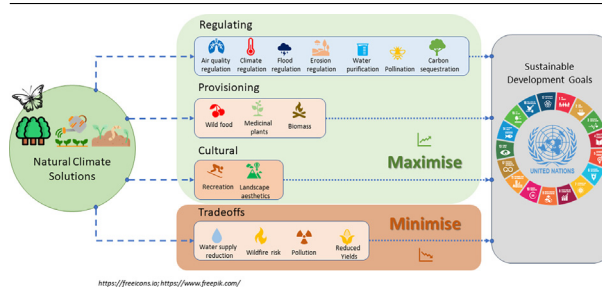 Regulating
Air quality
regulation
Climate
regulation
Flood
regulation
Erosion
regulation
Water
purification
Pollination
Carbon
sequestration
Provisioning
Wild food
Medicinal
plants
Biomass
Cultural
Recreation
Landscape
aesthetics
Maximise
Tradeoffs
Minimise
Water supply
reduction
Wildfire risk
Pollution
Reduced
Yields
Natural Climate
Solutions
Sustainable
Development Goals
UNITED NATIONS
https://freeicons.io; https://www.freepik.com/